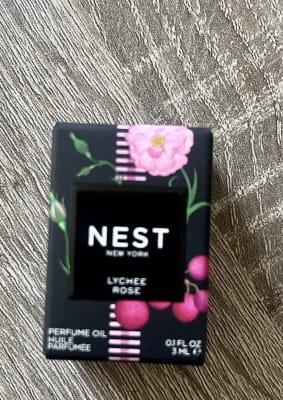 NEST
NEW YORK
LYCHEE
ROSE
PERFUME OIL
HUILE
PARFUMÉE
0.1 FL OZ
3 ML ℮